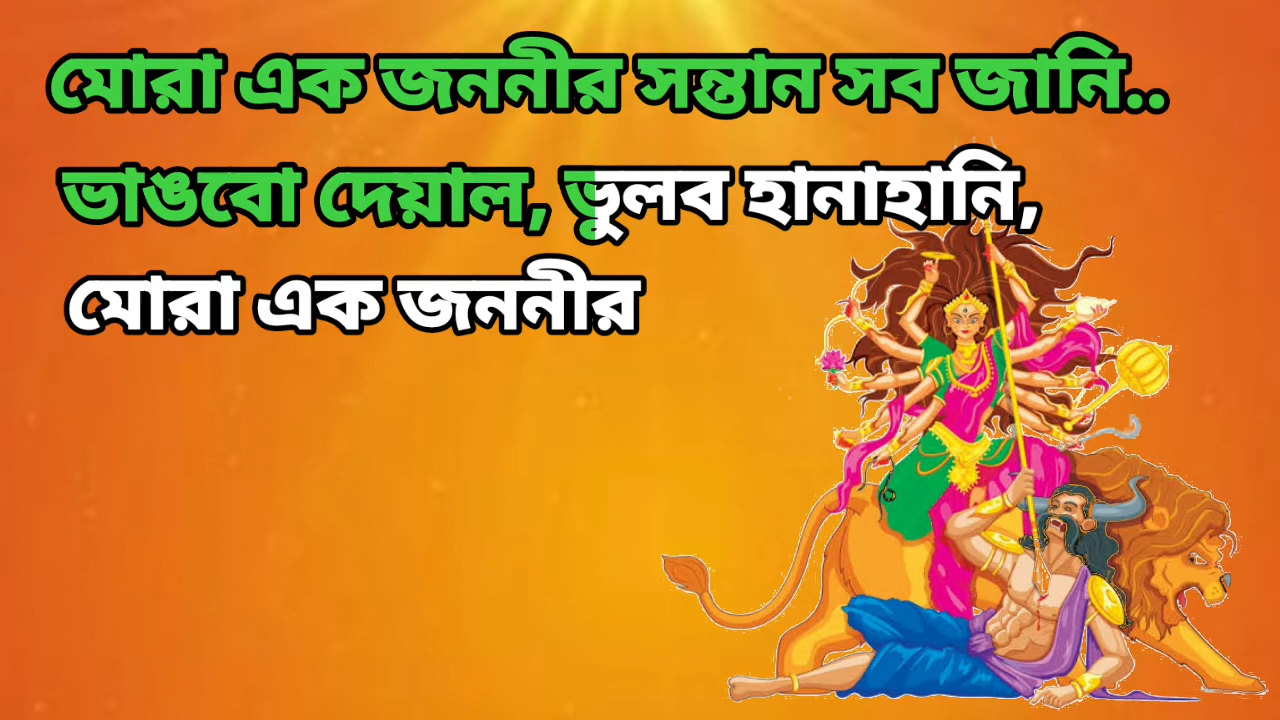 মোরা এক জননীর সন্তান সব জানি..
ভাঙবো দেয়াল, ভুলব হানাহানি,
মোরা এক জননীর